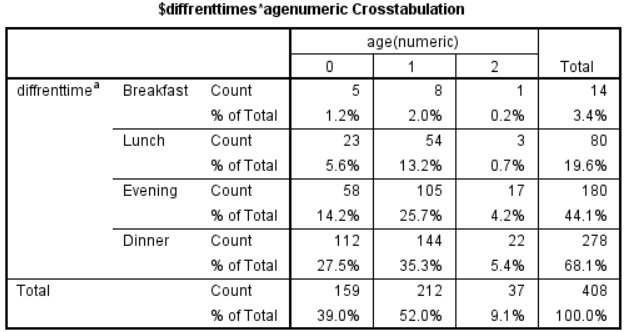 $diffrenttimes*agenumeric Crosstabulation
age(numeric)
0 1 2 Total
diffrenttimeª Breakfast Count 5 8 1 14
% of Total 1.2% 2.0% 0.2% 3.4%
Lunch Count 23 54 3 80
% of Total 5.6% 13.2% 0.7% 19.6%
Evening Count 58 105 17 180
% of Total 14.2% 25.7% 4.2% 44.1%
Dinner Count 112 144 22 278
% of Total 27.5% 35.3% 5.4% 68.1%
Total Count 159 212 37 408
% of Total 39.0% 52.0% 9.1% 100.0%